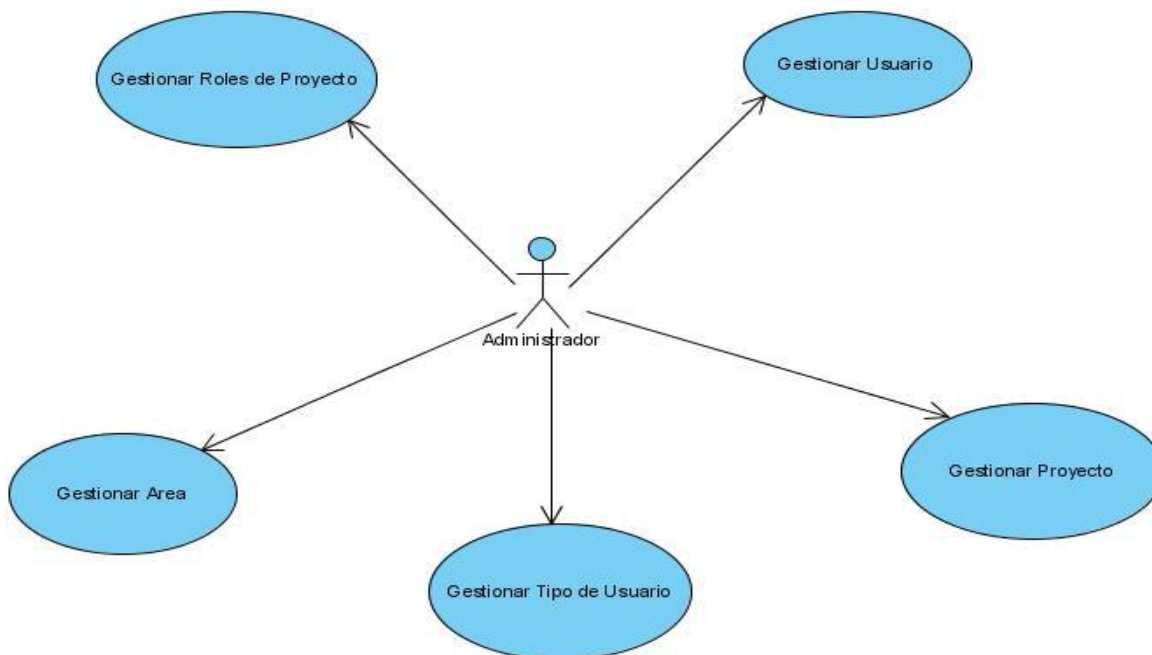 Gestionar Usuario
Gestionar Roles de Proyecto
Administrador
Gestionar Proyecto
Gestionar Area
Gestionar Tipo de Usuario